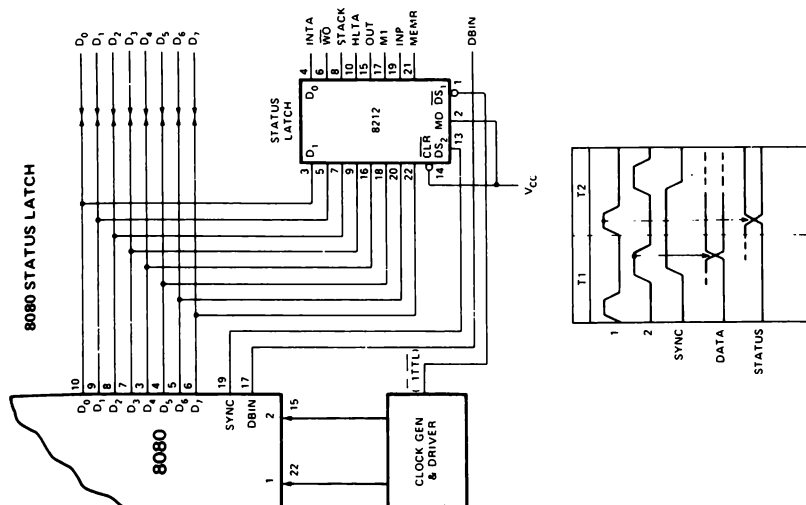 8080 STATUS LATCH
8080
10 D0
9 D1
8 D2
7 D3
3 D4
4 D5
5 D6
6 D7
19 SYNC
17 DBIN
1 22
2 15
CLOCK GEN
& DRIVER
( 1TTL)
D0
D1
D2
D3
D4
D5
D6
D7
STATUS
LATCH
8212
D1
D0
3
5
7
9
16
18
20
22
4 INTA
6 WO
8 STACK
10 HLTA
15 OUT
17 M1
19 INP
21 MEMR
CLR DS2 MD DS1
14 13 2 1
VCC
DBIN
T1 T2
1
2
SYNC
DATA
STATUS